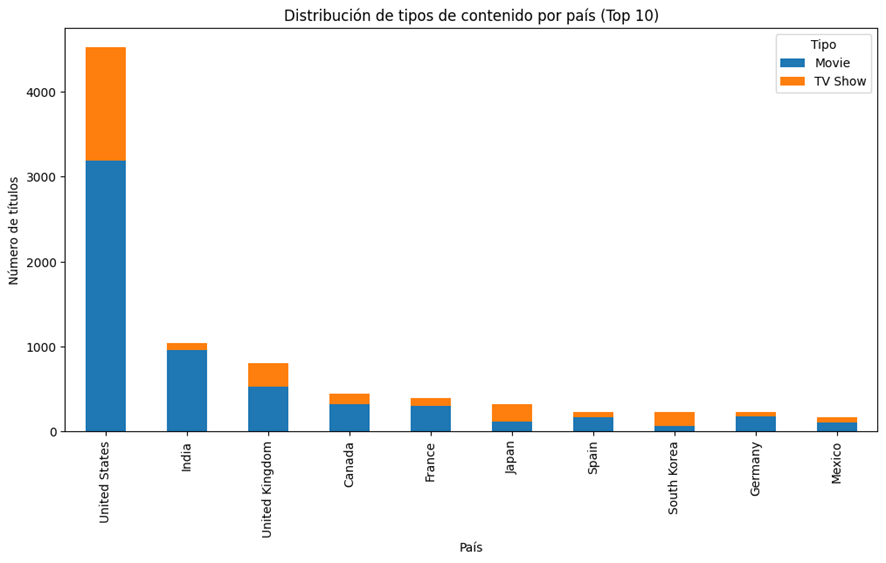 Distribución de tipos de contenido por país (Top 10)
Tipo
Movie
TV Show
Número de títulos
4000
3000
2000
1000
0
United States
India
United Kingdom
Canada
France
Japan
Spain
South Korea
Germany
Mexico
País